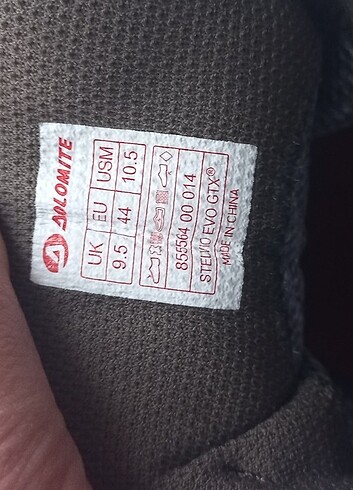 DOLOMITE
UK EU USM
9.5 44 10.5
855564 00 014
STELVIO EVO GTX®
MADE IN CHINA